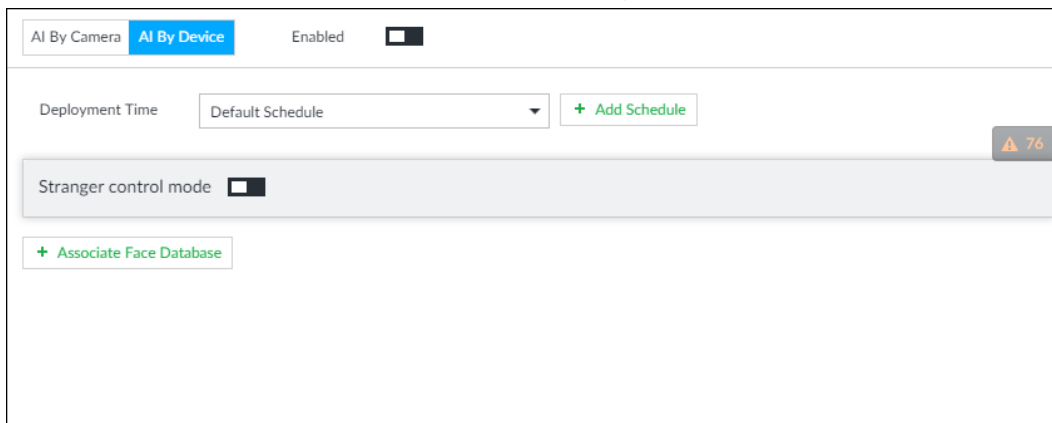 AI By Camera AI By Device Enabled
Deployment Time Default Schedule + Add Schedule
76
Stranger control mode
+ Associate Face Database